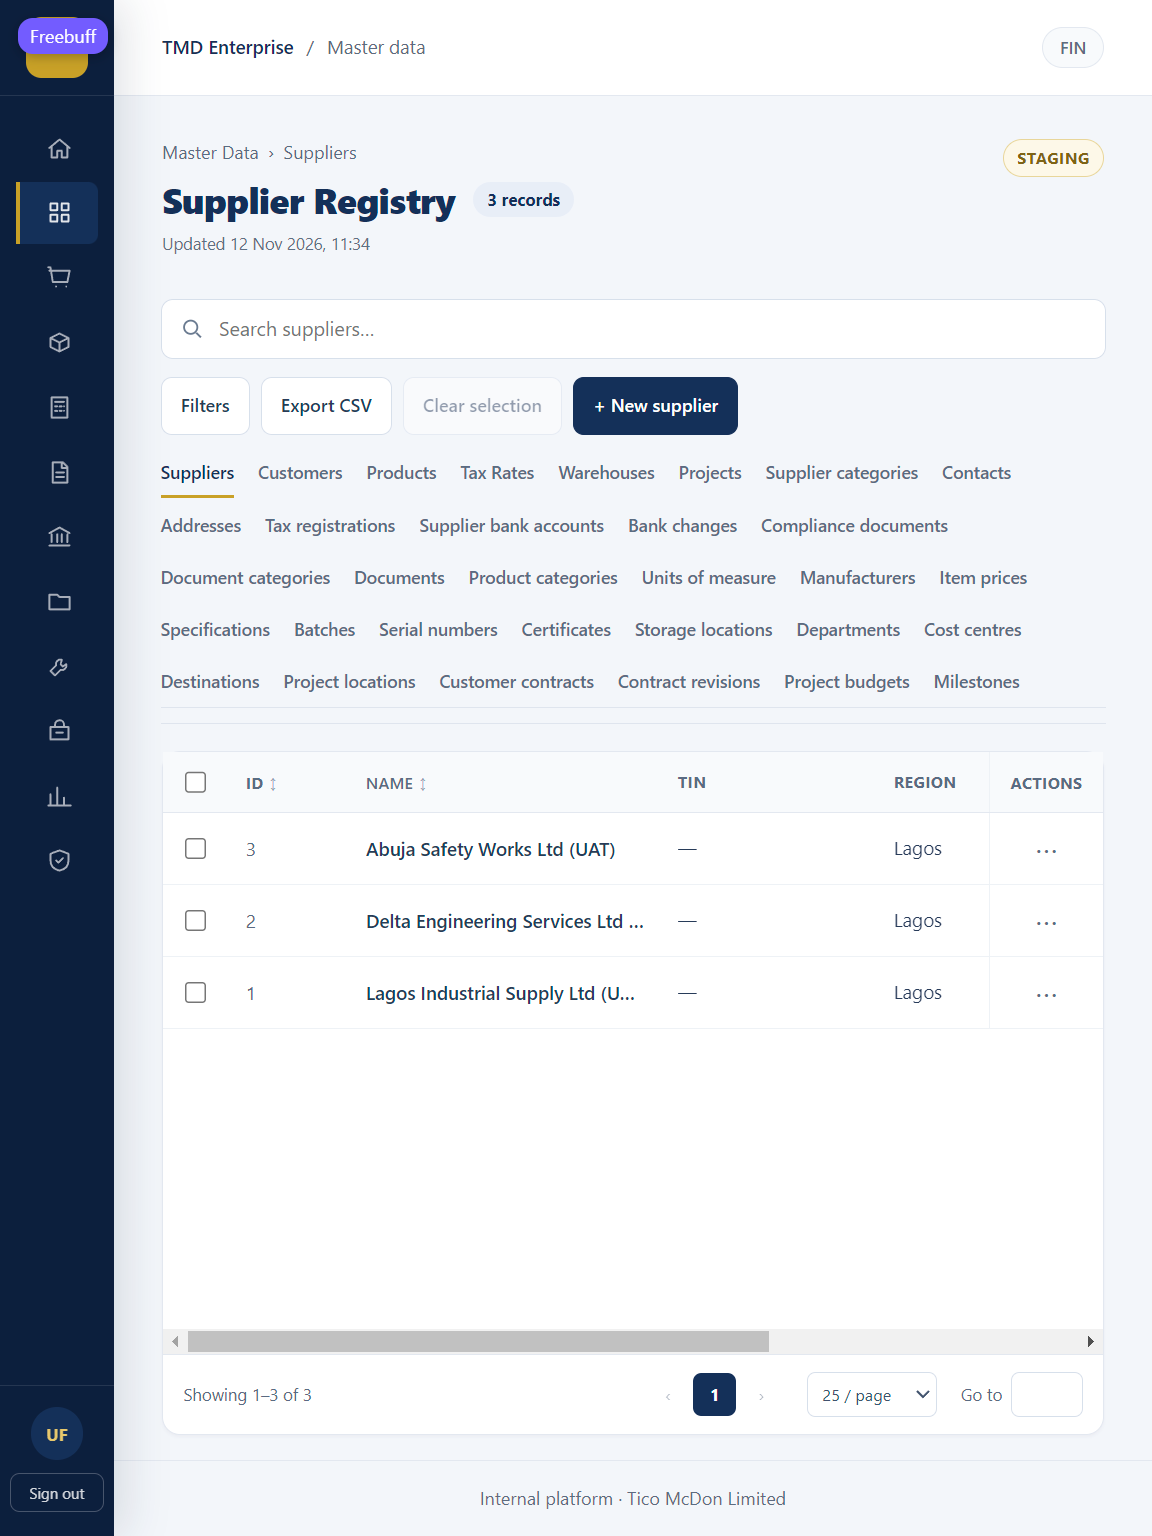 Freebuff
TMD Enterprise / Master data
FIN
Master Data › Suppliers
STAGING
Supplier Registry
3 records
Updated 12 Nov 2026, 11:34
Search suppliers...
Filters
Export CSV
Clear selection
+ New supplier
Suppliers Customers Products Tax Rates Warehouses Projects Supplier categories Contacts
Addresses Tax registrations Supplier bank accounts Bank changes Compliance documents
Document categories Documents Product categories Units of measure Manufacturers Item prices
Specifications Batches Serial numbers Certificates Storage locations Departments Cost centres
Destinations Project locations Customer contracts Contract revisions Project budgets Milestones
ID ↕ NAME ↕ TIN REGION ACTIONS
3 Abuja Safety Works Ltd (UAT) — Lagos ...
2 Delta Engineering Services Ltd ... — Lagos ...
1 Lagos Industrial Supply Ltd (U... — Lagos ...
Showing 1–3 of 3 ‹ 1 › 25 / page Go to
UF
Sign out
Internal platform · Tico McDon Limited